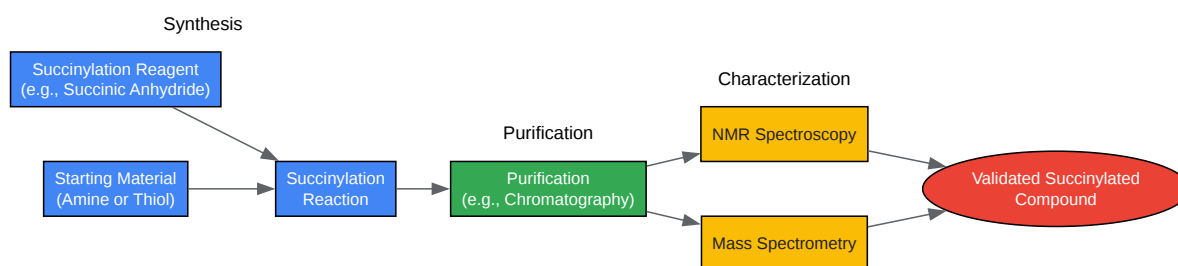 Synthesis
Succinylation Reagent
(e.g., Succinic Anhydride)
Starting Material
(Amine or Thiol)
Succinylation
Reaction
Purification
Purification
(e.g., Chromatography)
Characterization
NMR Spectroscopy
Mass Spectrometry
Validated Succinylated
Compound